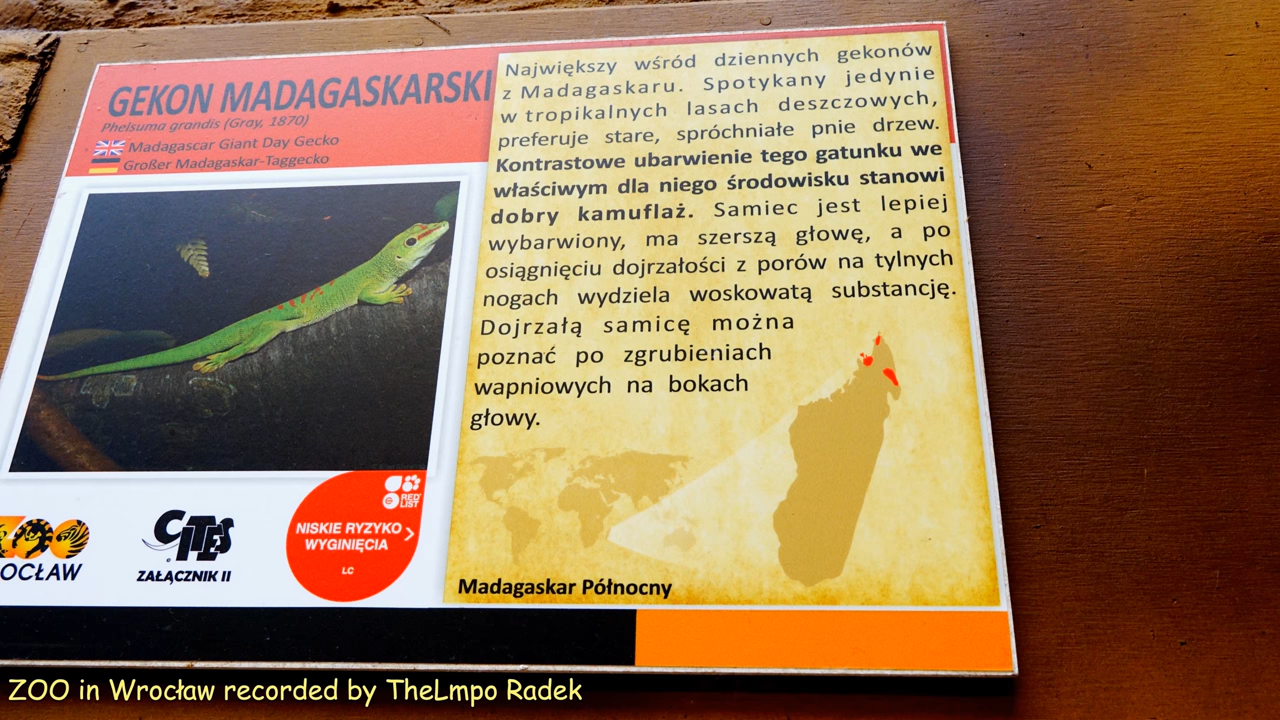 GEKON MADAGASKARSKI
Phelsuma grandis (Gray, 1870)
Madagascar Giant Day Gecko
Großer Madagaskar-Taggecko
Największy wśród dziennych gekonów
z Madagaskaru. Spotykany jedynie
w tropikalnych lasach deszczowych,
preferuje stare, spróchniałe pnie drzew.
Kontrastowe ubarwienie tego gatunku we
właściwym dla niego środowisku stanowi
dobry kamuflaż. Samiec jest lepiej
wybarwiony, ma szerszą głowę, a po
osiągnięciu dojrzałości z porów na tylnych
nogach wydziela woskowatą substancję.
Dojrzałą samicę można
poznać po zgrubieniach
wapniowych na bokach
głowy.
Madagaskar Północny
ZOO
OCŁAW
CITES
ZAŁĄCZNIK II
RED
LIST
NISKIE RYZYKO
WYGINIĘCIA
LC
ZOO in Wrocław recorded by TheLmpo Radek